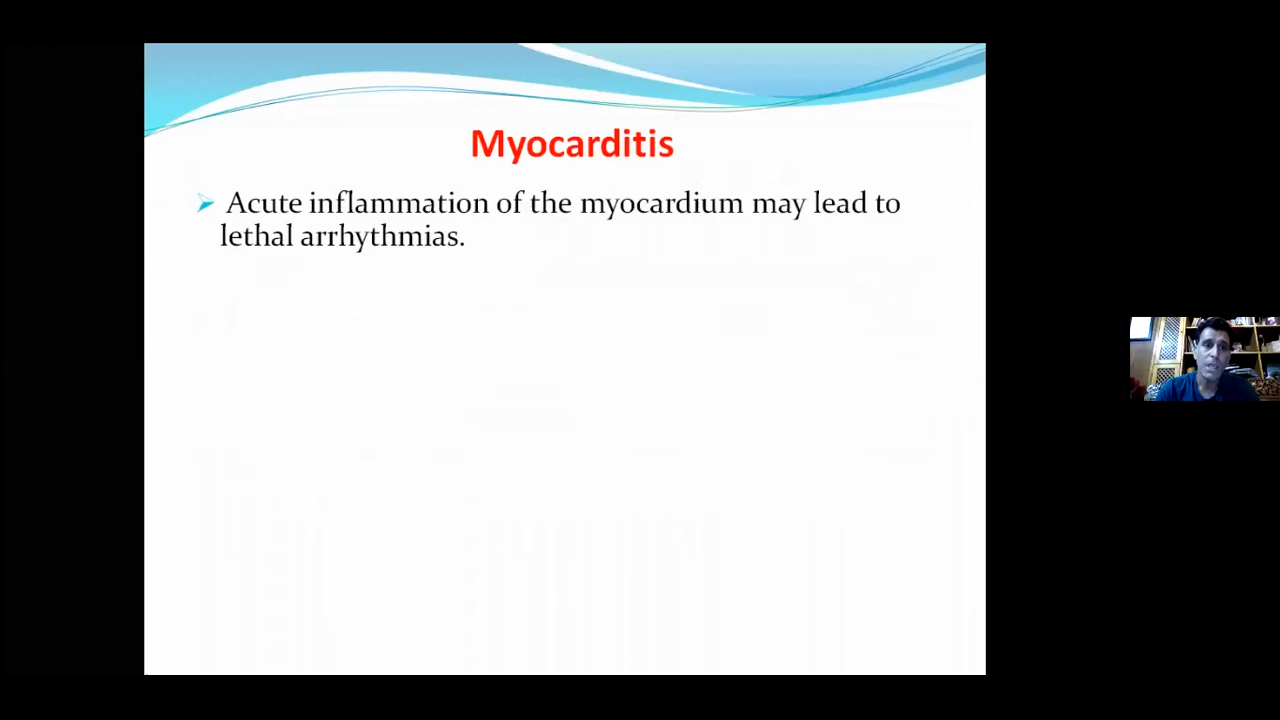 Myocarditis
Acute inflammation of the myocardium may lead to
lethal arrhythmias.